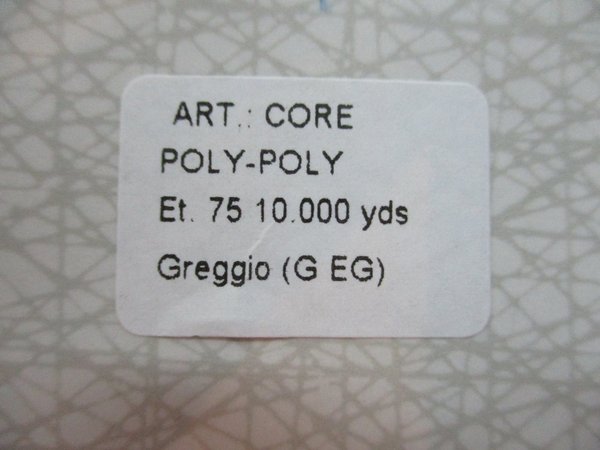 ART.: CORE
POLY-POLY
Et. 75 10.000 yds
Greggio (G EG)